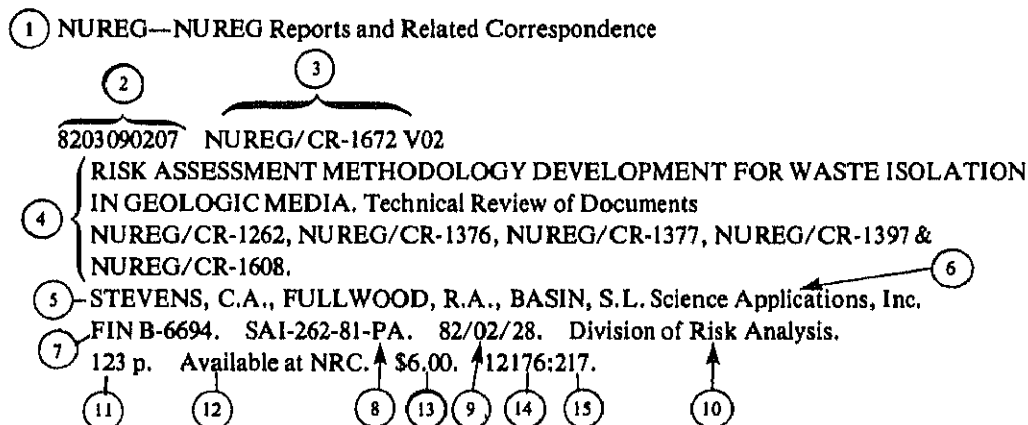 1 NUREG—NUREG Reports and Related Correspondence
2 3
8203090207 NUREG/CR-1672 V02
RISK ASSESSMENT METHODOLOGY DEVELOPMENT FOR WASTE ISOLATION
4 IN GEOLOGIC MEDIA. Technical Review of Documents
NUREG/CR-1262, NUREG/CR-1376, NUREG/CR-1377, NUREG/CR-1397 &
NUREG/CR-1608.
6
5 STEVENS, C.A., FULLWOOD, R.A., BASIN, S.L. Science Applications, Inc.
7 FIN B-6694. SAI-262-81-PA. 82/02/28. Division of Risk Analysis.
123 p. Available at NRC. $6.00. 12176:217.
11 12 8 13 9 14 15 10